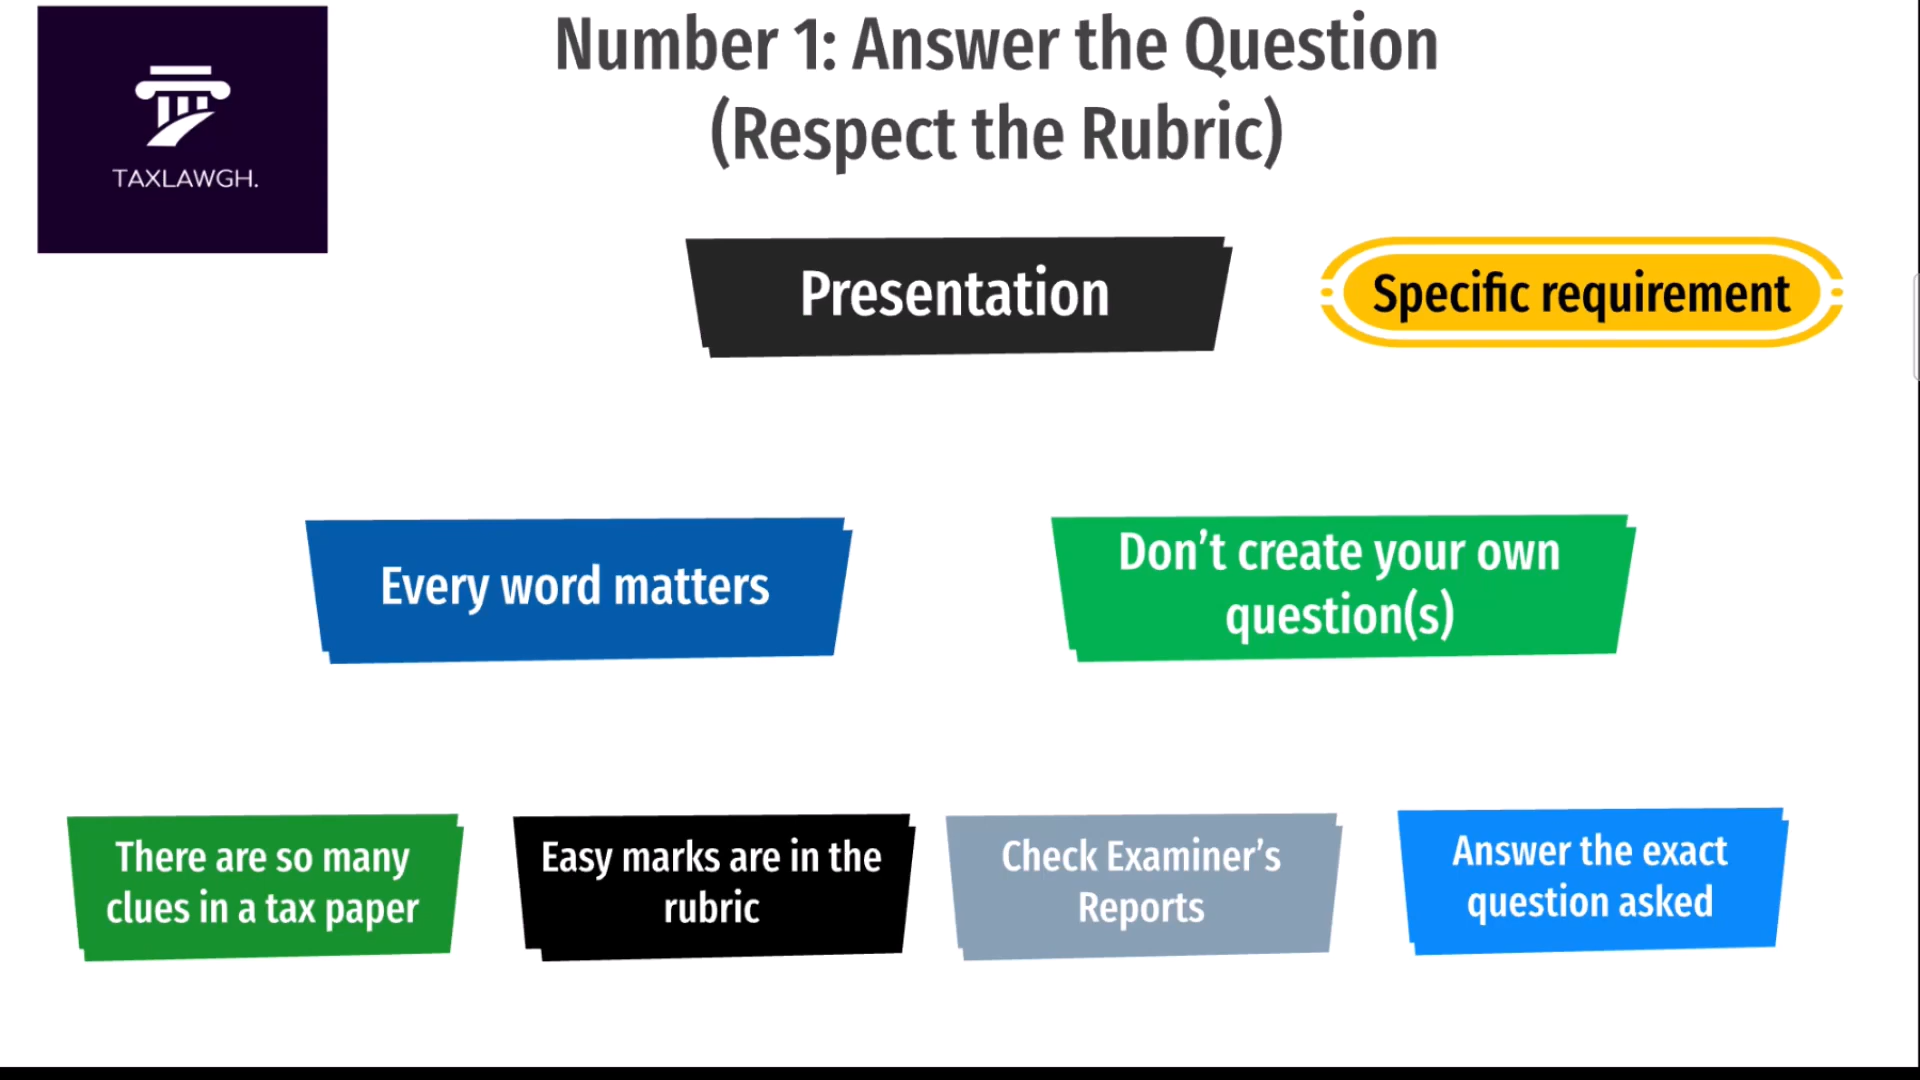 Number 1: Answer the Question
(Respect the Rubric)
TAXLAWGH.
Presentation
Specific requirement
Every word matters
Don’t create your own
question(s)
There are so many
clues in a tax paper
Easy marks are in the
rubric
Check Examiner’s
Reports
Answer the exact
question asked